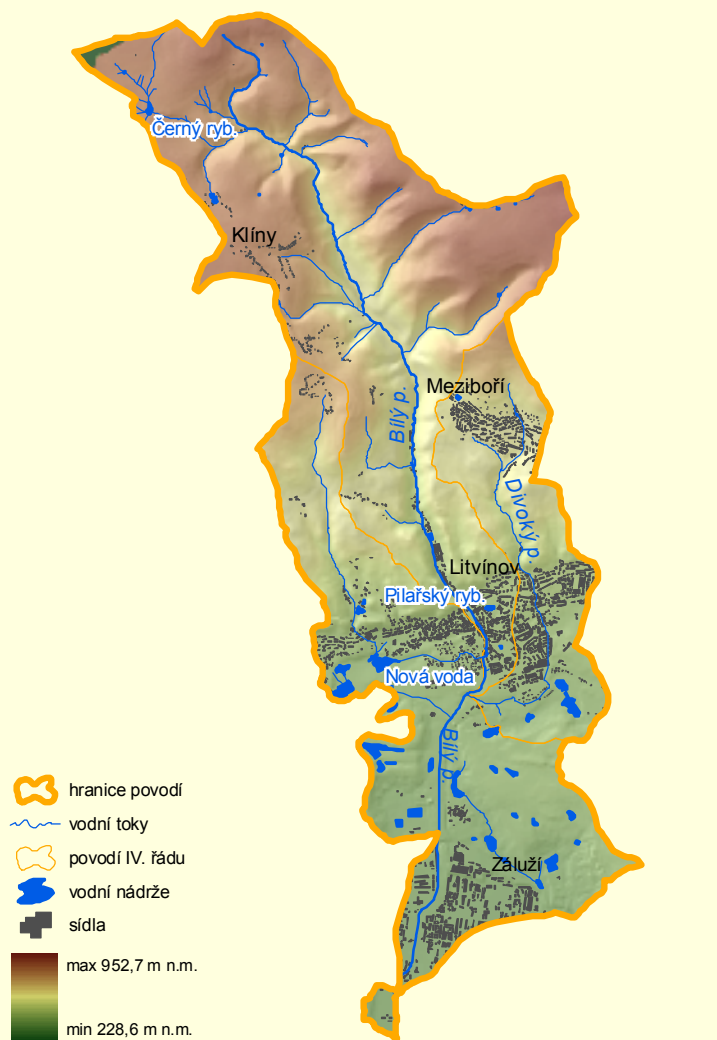 Černý ryb.
Klíny
Meziboří
Bílý p.
Divoký p.
Litvínov
Pilařský ryb.
Nová voda
Bílý p.
Záluží
hranice povodí
vodní toky
povodí IV. řádu
vodní nádrže
sídla
max 952,7 m n.m.
min 228,6 m n.m.